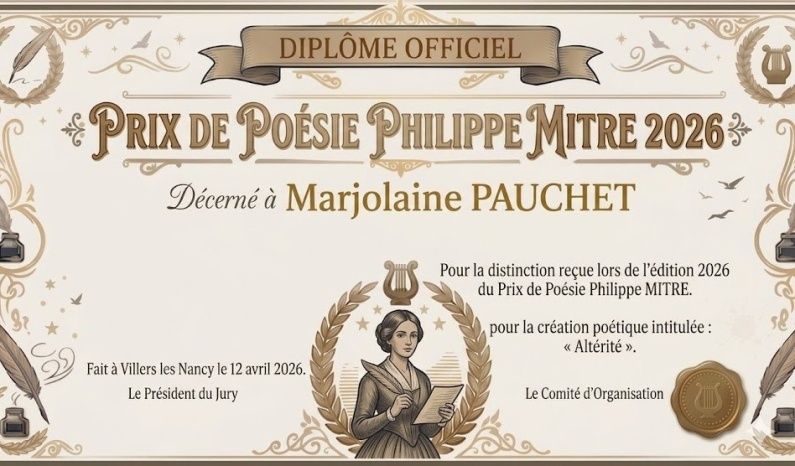 DIPLÔME OFFICIEL
PRIX DE POÉSIE PHILIPPE MITRE 2026
Décerné à Marjolaine PAUCHET
Pour la distinction reçue lors de l'édition 2026
du Prix de Poésie Philippe MITRE.
pour la création poétique intitulée :
« Altérité ».
Fait à Villers les Nancy le 12 avril 2026.
Le Président du Jury
Le Comité d'Organisation